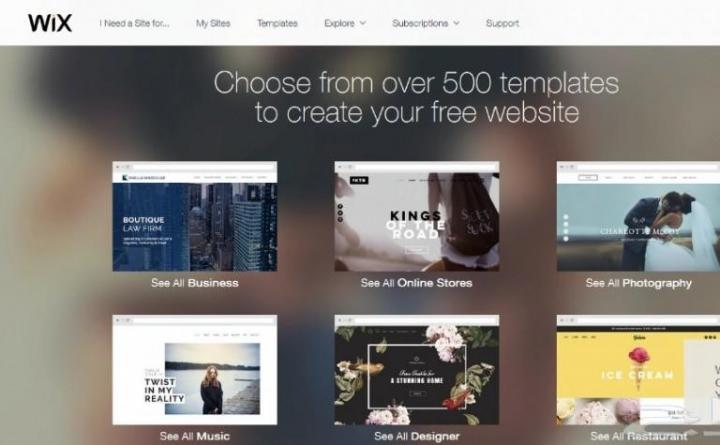 WiX
I Need a Site for...
My Sites
Templates
Explore
Subscriptions
Support
Choose from over 500 templates
to create your free website
BOUTIQUE
LAW FIRM
See All Business
KINGS
OF THE
ROAD
See All Online Stores
CHARLOTTE MCCOY
See All Photography
TWIST
IN MY
REALITY
See All Music
A STUNNING HOME
See All Designer
ICE CREAM
See All Restaurant